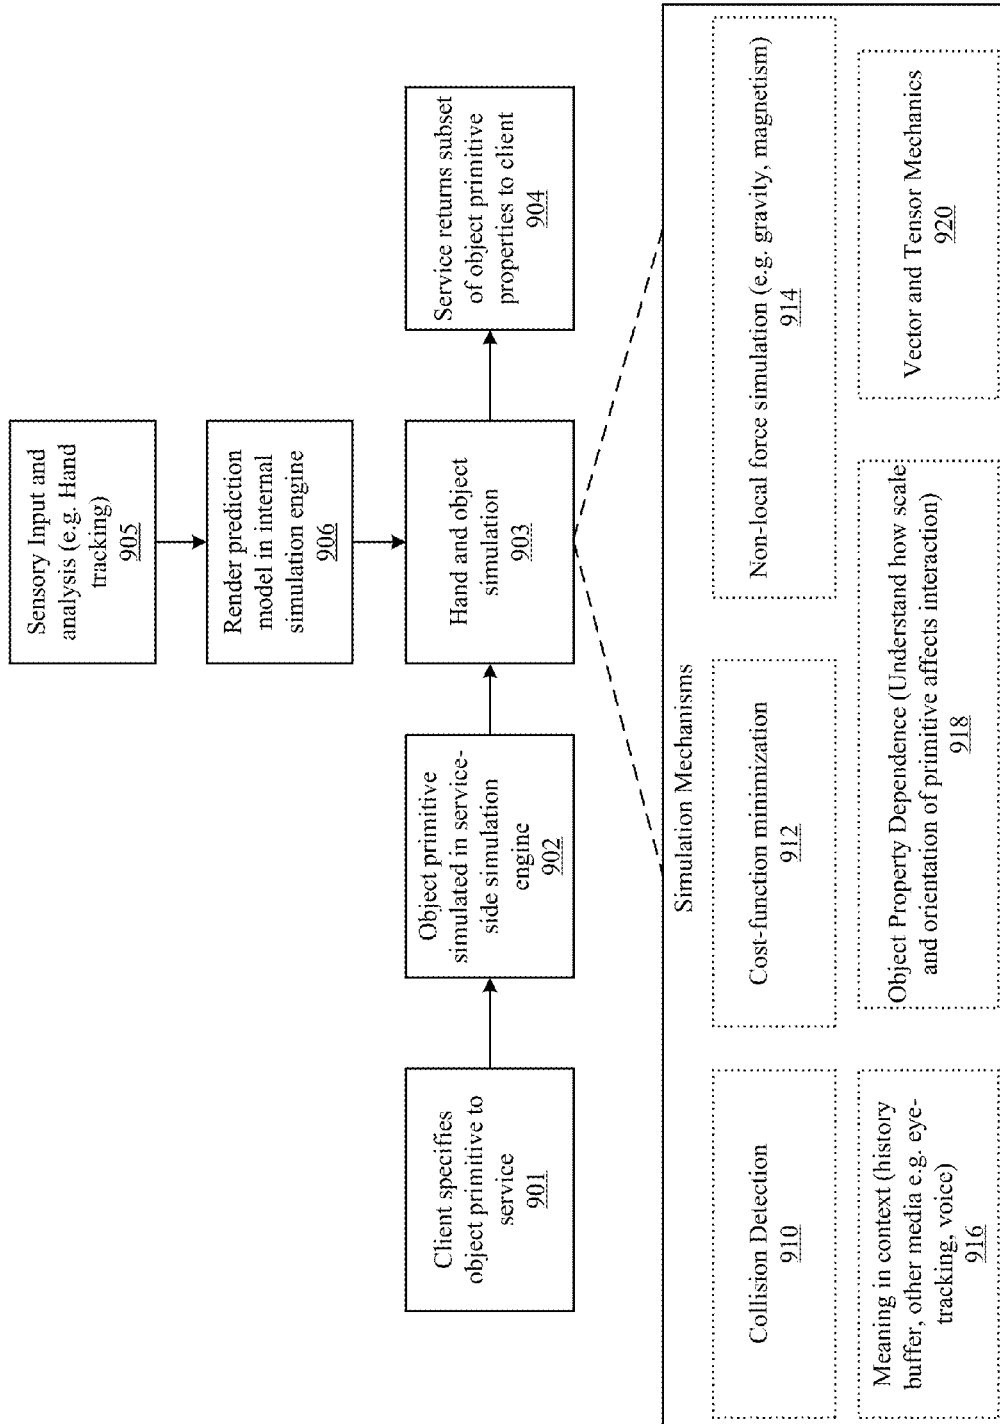 Sensory Input and
analysis (e.g. Hand
tracking)
905
Render prediction
model in internal
simulation engine
906
Client specifies
object primitive to
service
901
Object primitive
simulated in service-
side simulation
engine
902
Hand and object
simulation
903
Service returns subset
of object primitive
properties to client
904
Simulation Mechanisms
Collision Detection
910
Cost-function minimization
912
Non-local force simulation (e.g. gravity, magnetism)
914
Meaning in context (history
buffer, other media e.g. eye-
tracking, voice)
916
Object Property Dependence (Understand how scale
and orientation of primitive affects interaction)
918
Vector and Tensor Mechanics
920